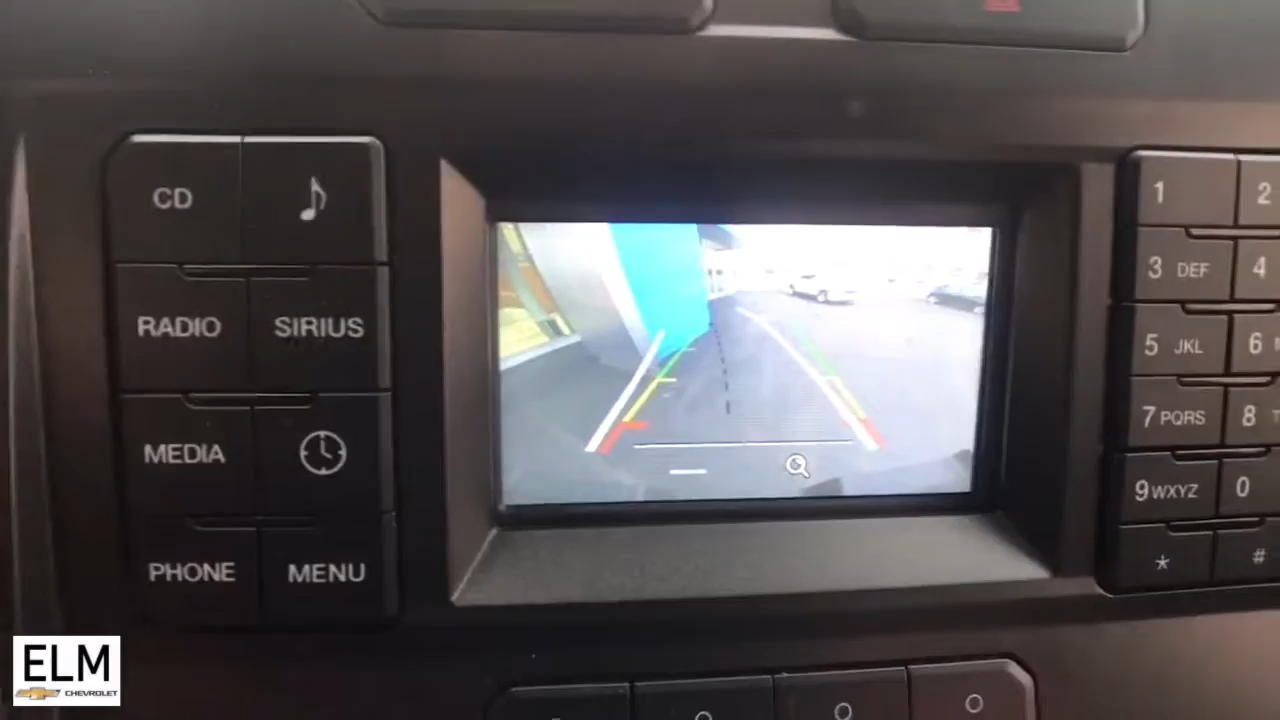 CD
RADIO SIRIUS
MEDIA
PHONE MENU
1 2
3 DEF 4
5 JKL 6
7 PQRS 8
9 WXYZ 0
* #
ELM
CHEVROLET